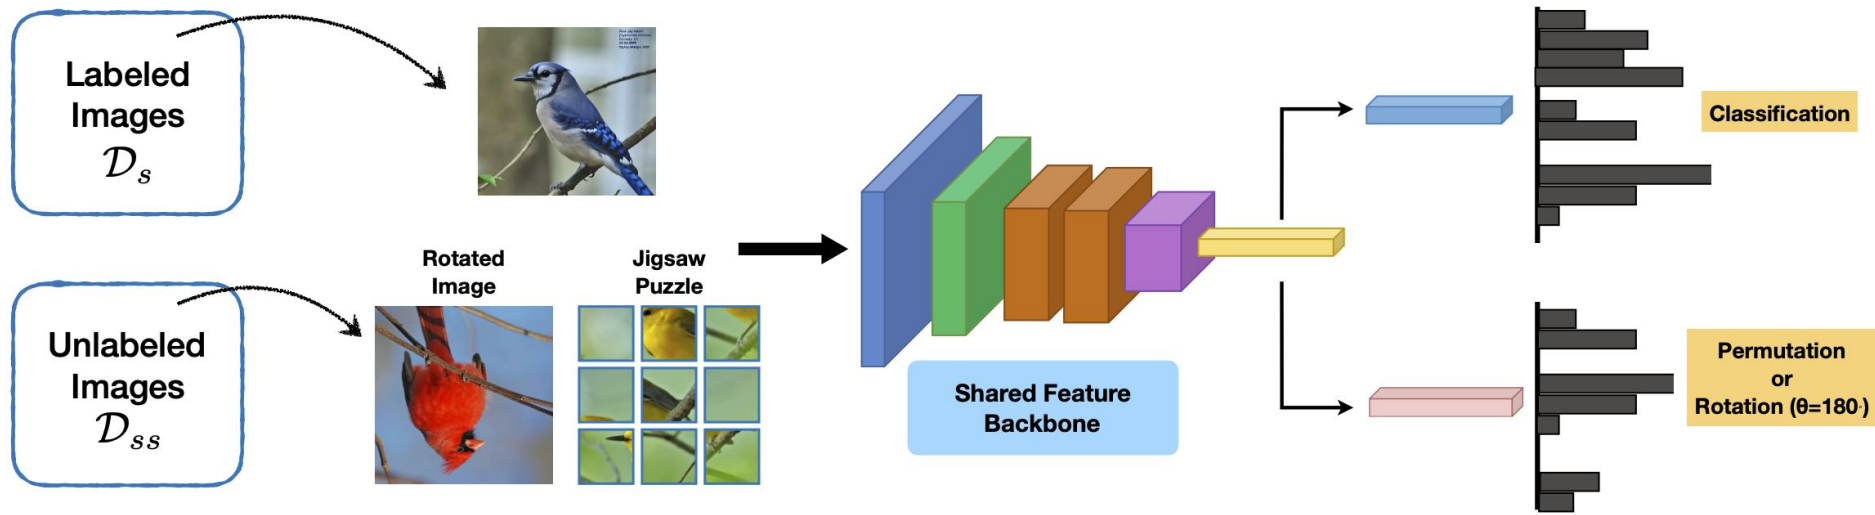 Labeled
Images
𝒟ₛ
Unlabeled
Images
𝒟ₛₛ
Rotated
Image
Jigsaw
Puzzle
Shared Feature
Backbone
Classification
Permutation
or
Rotation (θ=180°)